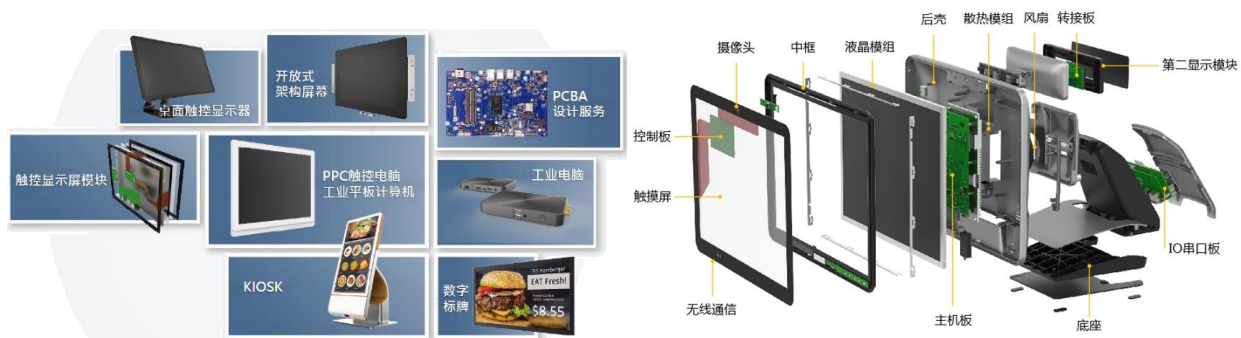 桌面触控显示器
开放式
架构屏幕
PCBA
设计服务
触控显示屏模块
PPC触控电脑
工业平板计算机
工业电脑
KIOSK
数字
标牌
EAT Fresh!
$8.55
后壳
散热模组
风扇
转接板
摄像头
中框
液晶模组
第二显示模块
控制板
触摸屏
IO串口板
无线通信
主机板
底座